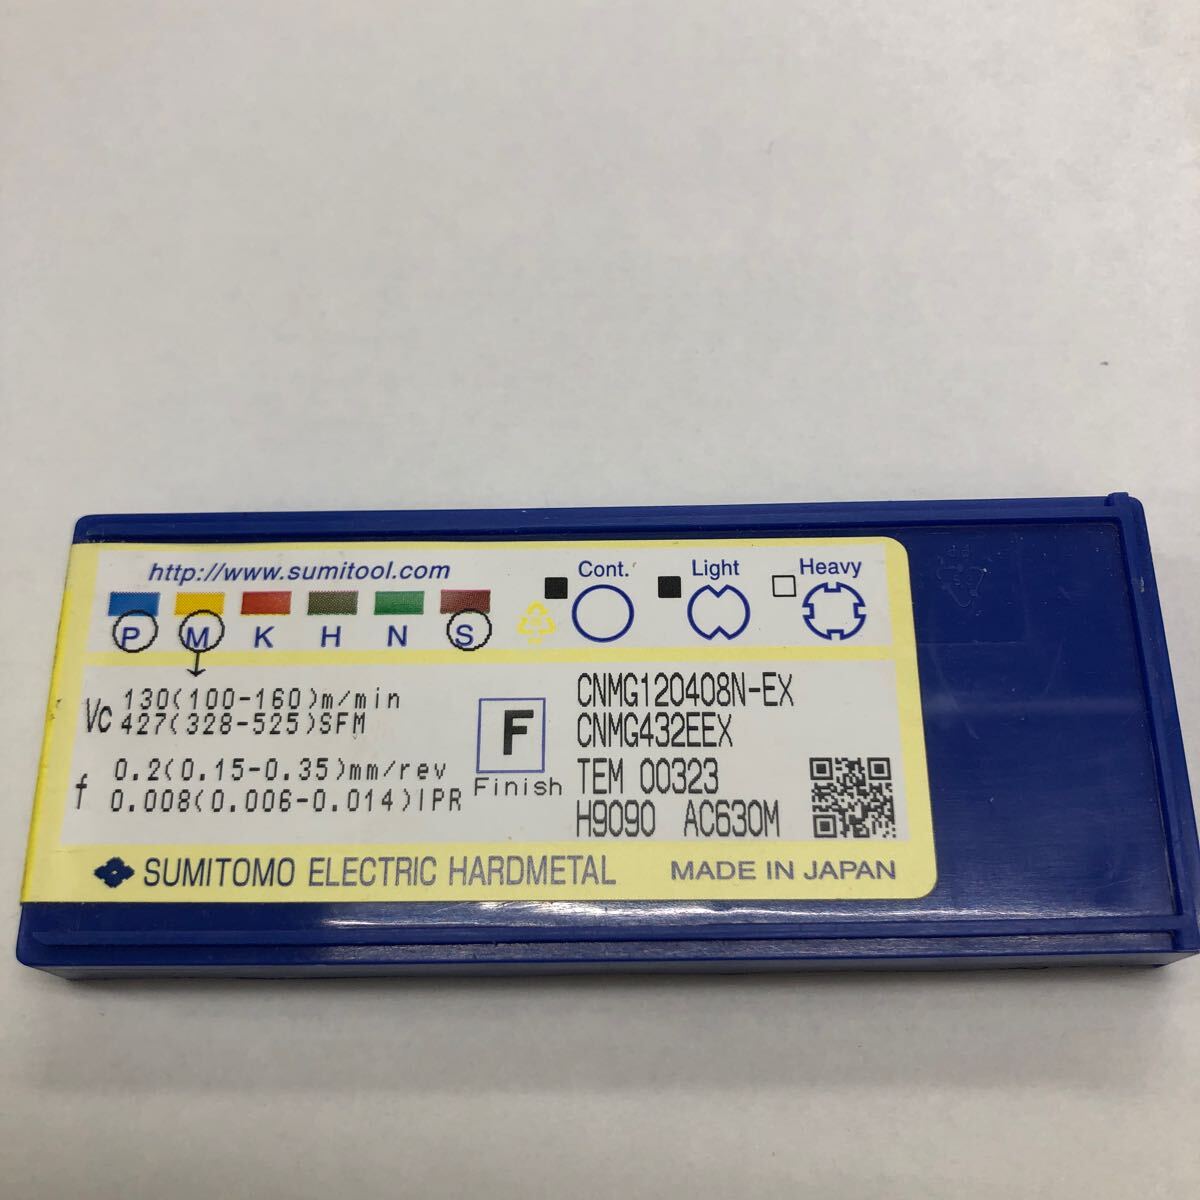 http://www.sumitool.com
P M K H N S
Cont. Light Heavy
Vc 130(100-160)m/min
427(328-525)SFM
f 0.2(0.15-0.35)mm/rev
0.008(0.006-0.014)IPR
F
Finish
CNMG120408N-EX
CNMG432EEX
TEM 00323
H9090 AC630M
SUMITOMO ELECTRIC HARDMETAL
MADE IN JAPAN